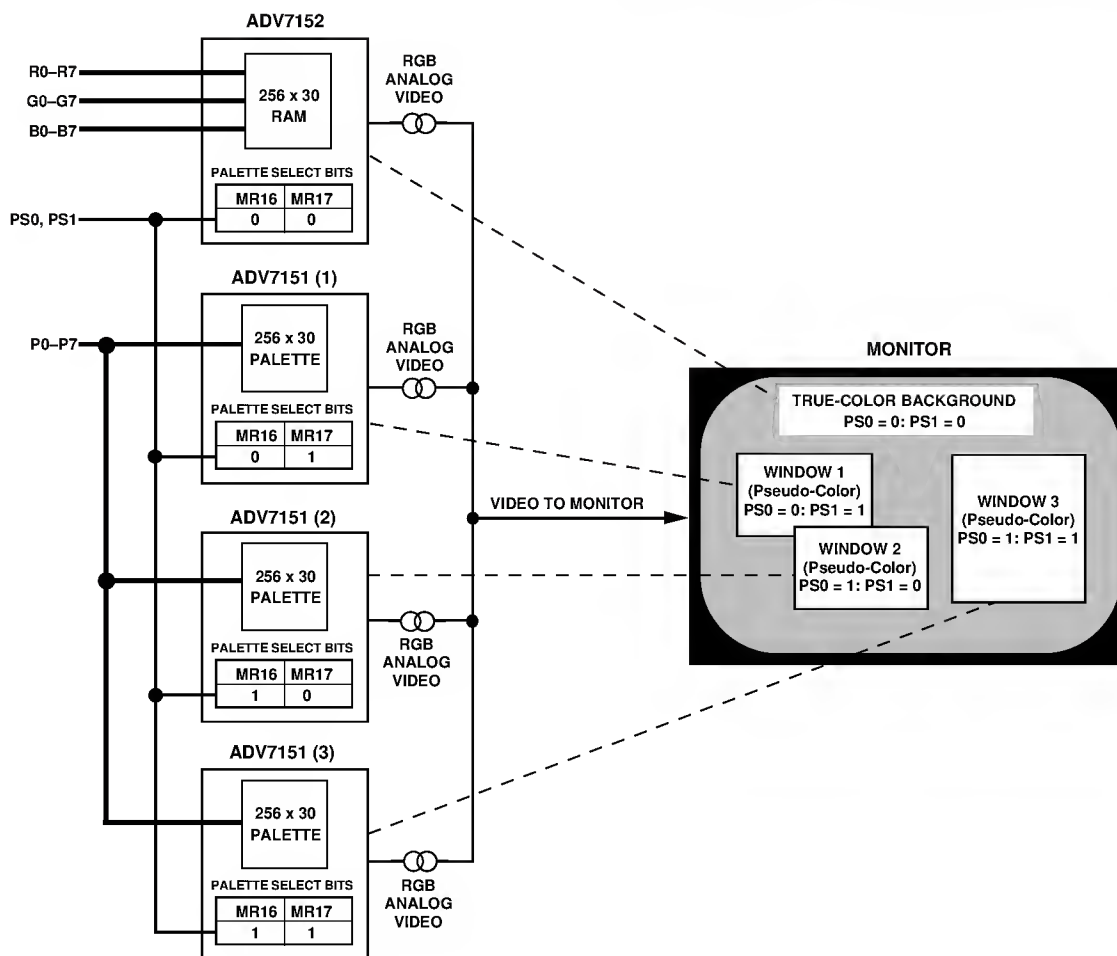 ADV7152
R0–R7
G0–G7
B0–B7
256 x 30
RAM
RGB
ANALOG
VIDEO
PALETTE SELECT BITS
MR16 MR17
0 0
PS0, PS1
ADV7151 (1)
P0–P7
256 x 30
PALETTE
RGB
ANALOG
VIDEO
PALETTE SELECT BITS
MR16 MR17
0 1
ADV7151 (2)
256 x 30
PALETTE
RGB
ANALOG
VIDEO
PALETTE SELECT BITS
MR16 MR17
1 0
ADV7151 (3)
256 x 30
PALETTE
RGB
ANALOG
VIDEO
PALETTE SELECT BITS
MR16 MR17
1 1
VIDEO TO MONITOR
MONITOR
TRUE-COLOR BACKGROUND
PS0 = 0: PS1 = 0
WINDOW 1
(Pseudo-Color)
PS0 = 0: PS1 = 1
WINDOW 2
(Pseudo-Color)
PS0 = 1: PS1 = 0
WINDOW 3
(Pseudo-Color)
PS0 = 1: PS1 = 1